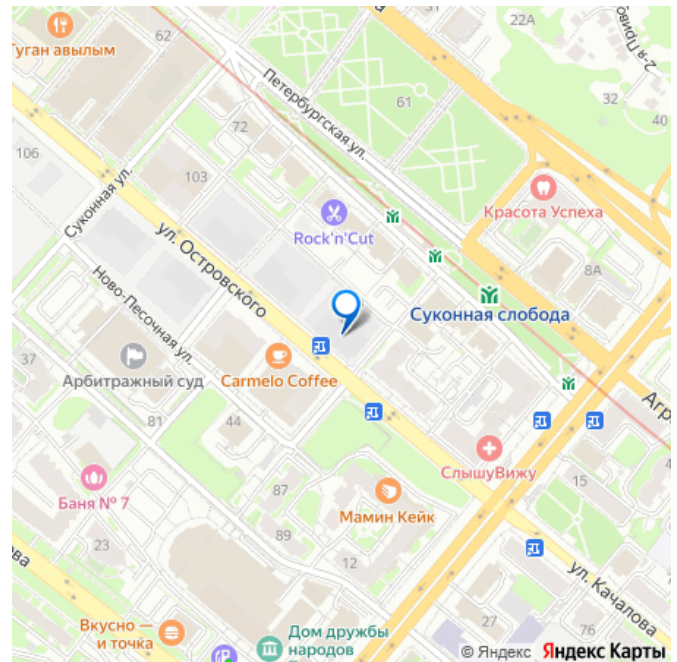 Туган авылым
62
22А
2-я Приво
Петербургская ул.
61
32
40
72
106
103
Суконная ул.
Красота Успеха
Rock'n'Cut
ул. Островского
8А
Ново-Песочная ул.
Суконная слобода
37
Арбитражный суд
Carmelo Coffee
Агр
81
44
СлышуВижу
15
Баня № 7
87
Мамин Кейк
89
23
12
ва
ул. Качалова
Вкусно —
и точка
Дом дружбы
народов
27
76
© Яндекс Яндекс Карты